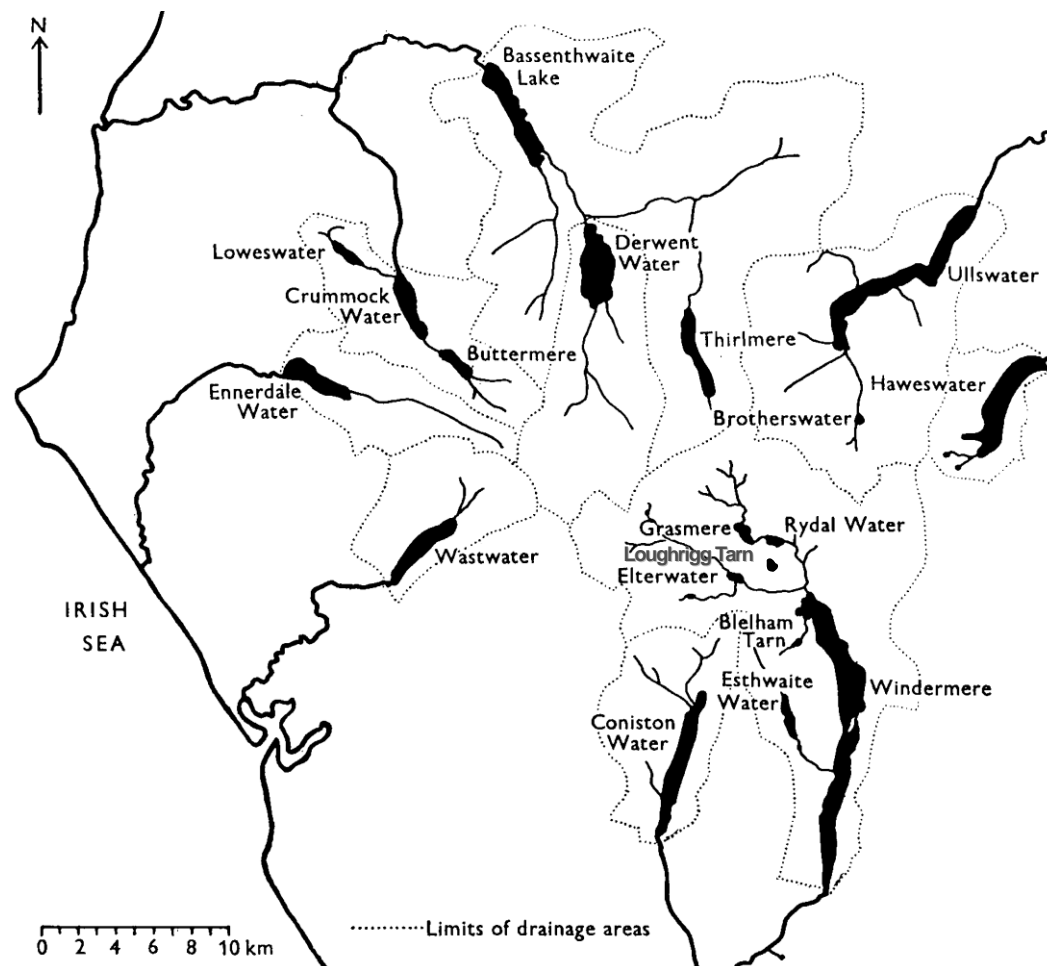 N
Bassenthwaite
Lake
Loweswater
Derwent
Water
Ullswater
Crummock
Water
Buttermere
Thirlmere
Ennerdale
Water
Haweswater
Brotherswater
Grasmere
Rydal Water
Loughrigg Tarn
Wastwater
Elterwater
IRISH
SEA
Blelham
Tarn
Esthwaite
Water
Windermere
Coniston
Water
0 2 4 6 8 10 km
Limits of drainage areas